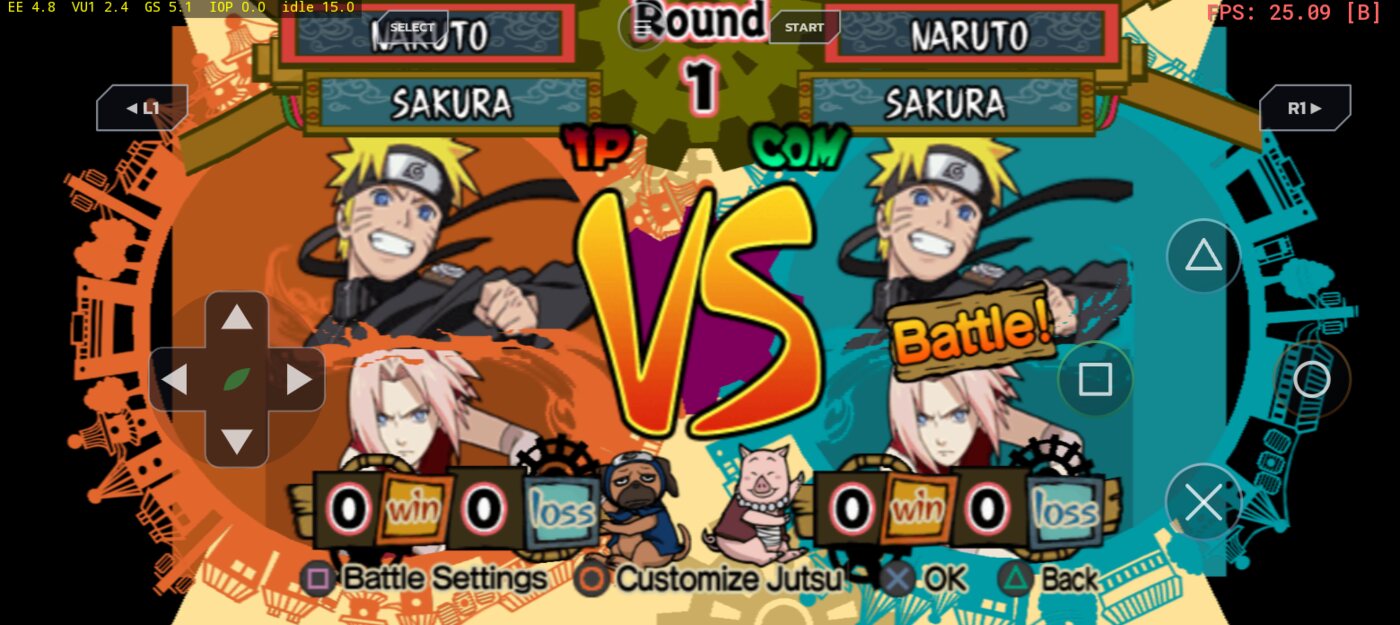 EE 4.8 VU1 2.4 GS 5.1 IOP 0.0 idle 15.0
FPS: 25.09 [B]
SELECT
START
NARUTO
Round
NARUTO
L1
SAKURA
1
SAKURA
R1
1P
COM
VS
Battle!
0 win 0 loss
0 win 0 loss
Battle Settings
Customize Jutsu
OK
Back